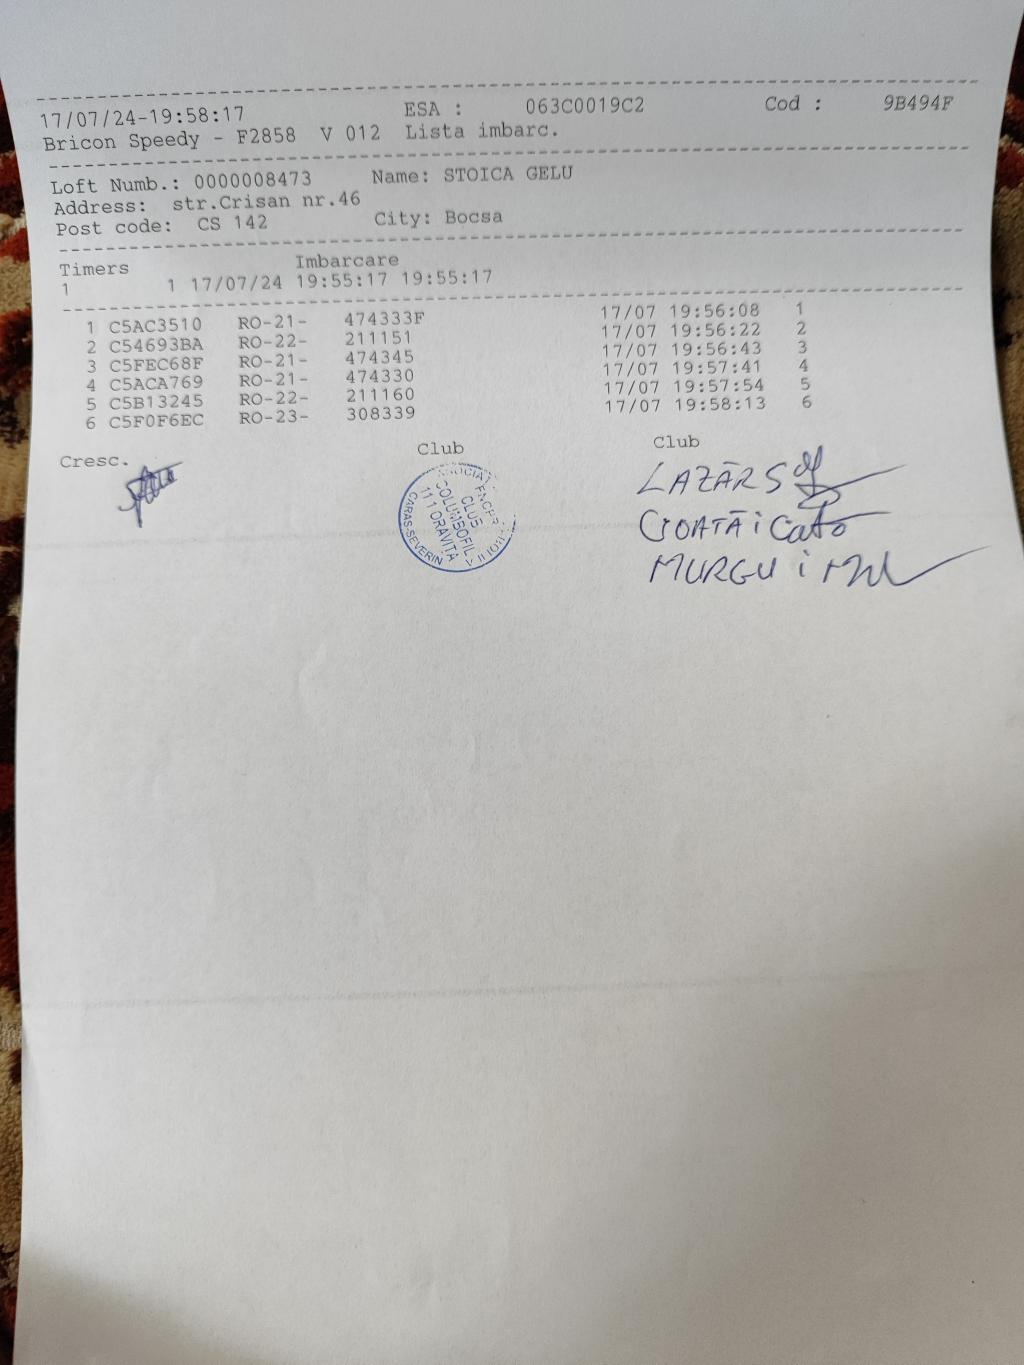 17/07/24-19:58:17 ESA : 063C0019C2 Cod : 9B494F
Bricon Speedy - F2858 V 012 Lista imbarc.
Loft Numb.: 0000008473 Name: STOICA GELU
Address: str.Crisan nr.46
Post code: CS 142 City: Bocsa
Timers Imbarcare
1 1 17/07/24 19:55:17 19:55:17
1 C5AC3510 RO-21- 474333F 17/07 19:56:08 1
2 C54693BA RO-22- 211151 17/07 19:56:22 2
3 C5FEC68F RO-21- 474345 17/07 19:56:43 3
4 C5ACA769 RO-21- 474330 17/07 19:57:41 4
5 C5B13245 RO-22- 211160 17/07 19:57:54 5
6 C5F0F6EC RO-23- 308339 17/07 19:58:13 6
Cresc. Club Club
CLUB
COLUMBOFIL
111 ORAVIȚA
CARAS-SEVERIN
LAZĂR S
CIOATĂ i
MURGU i